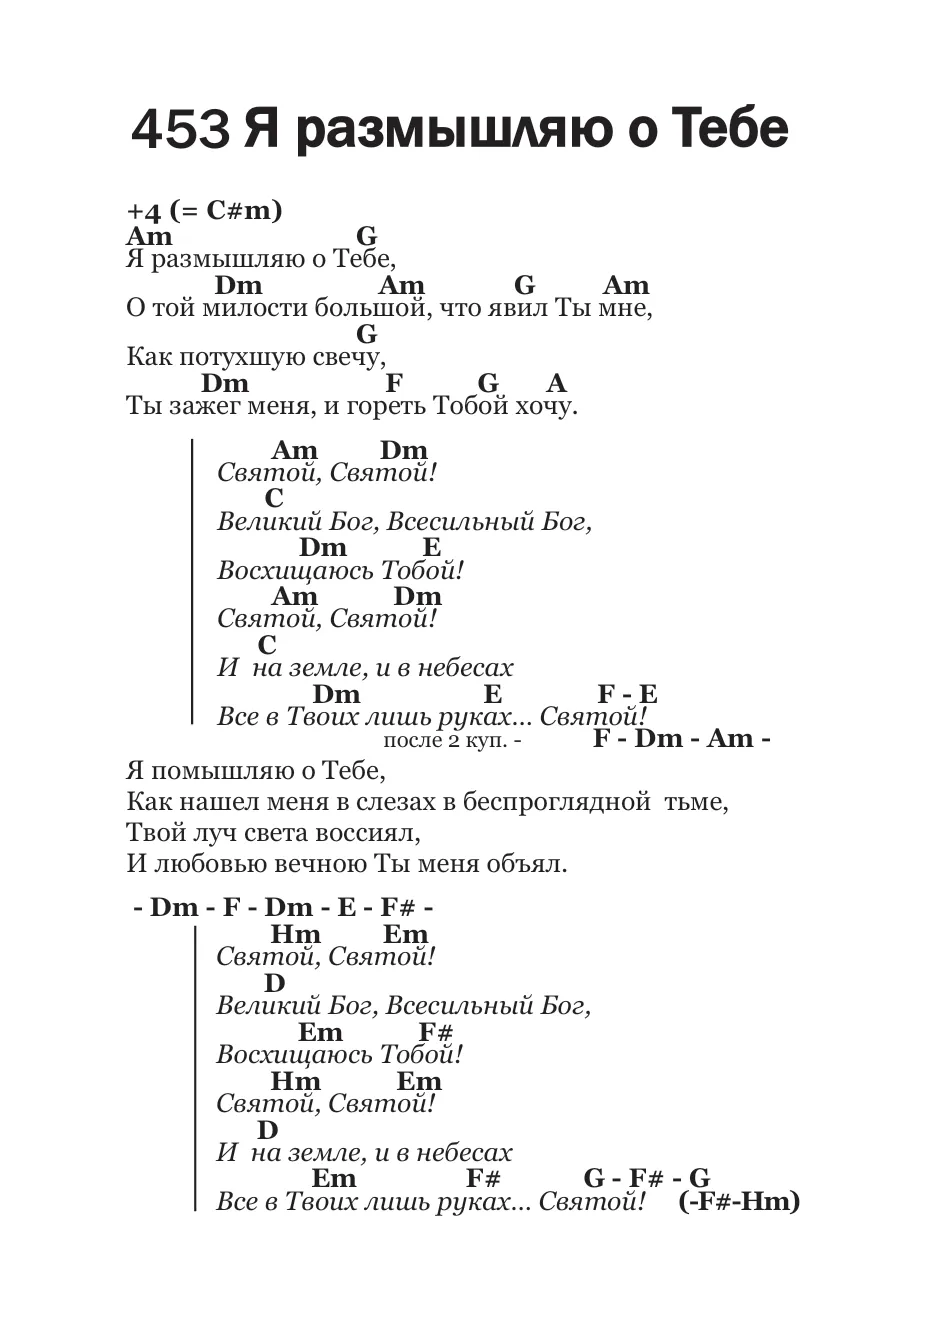 453 Я размышляю о Тебе
+4 (= C#m)
Am G
Я размышляю о Тебе,
Dm Am G Am
О той милости большой, что явил Ты мне,
G
Как потухшую свечу,
Dm F G A
Ты зажег меня, и гореть Тобой хочу.
Am Dm
Святой, Святой!
C
Великий Бог, Всесильный Бог,
Dm E
Восхищаюсь Тобой!
Am Dm
Святой, Святой!
C
И на земле, и в небесах
Dm E F - E
Все в Твоих лишь руках... Святой!
после 2 куп. - F - Dm - Am -
Я помышляю о Тебе,
Как нашел меня в слезах в беспроглядной тьме,
Твой луч света воссиял,
И любовью вечною Ты меня объял.
- Dm - F - Dm - E - F# -
Hm Em
Святой, Святой!
D
Великий Бог, Всесильный Бог,
Em F#
Восхищаюсь Тобой!
Hm Em
Святой, Святой!
D
И на земле, и в небесах
Em F# G - F# - G
Все в Твоих лишь руках... Святой! (-F#-Hm)